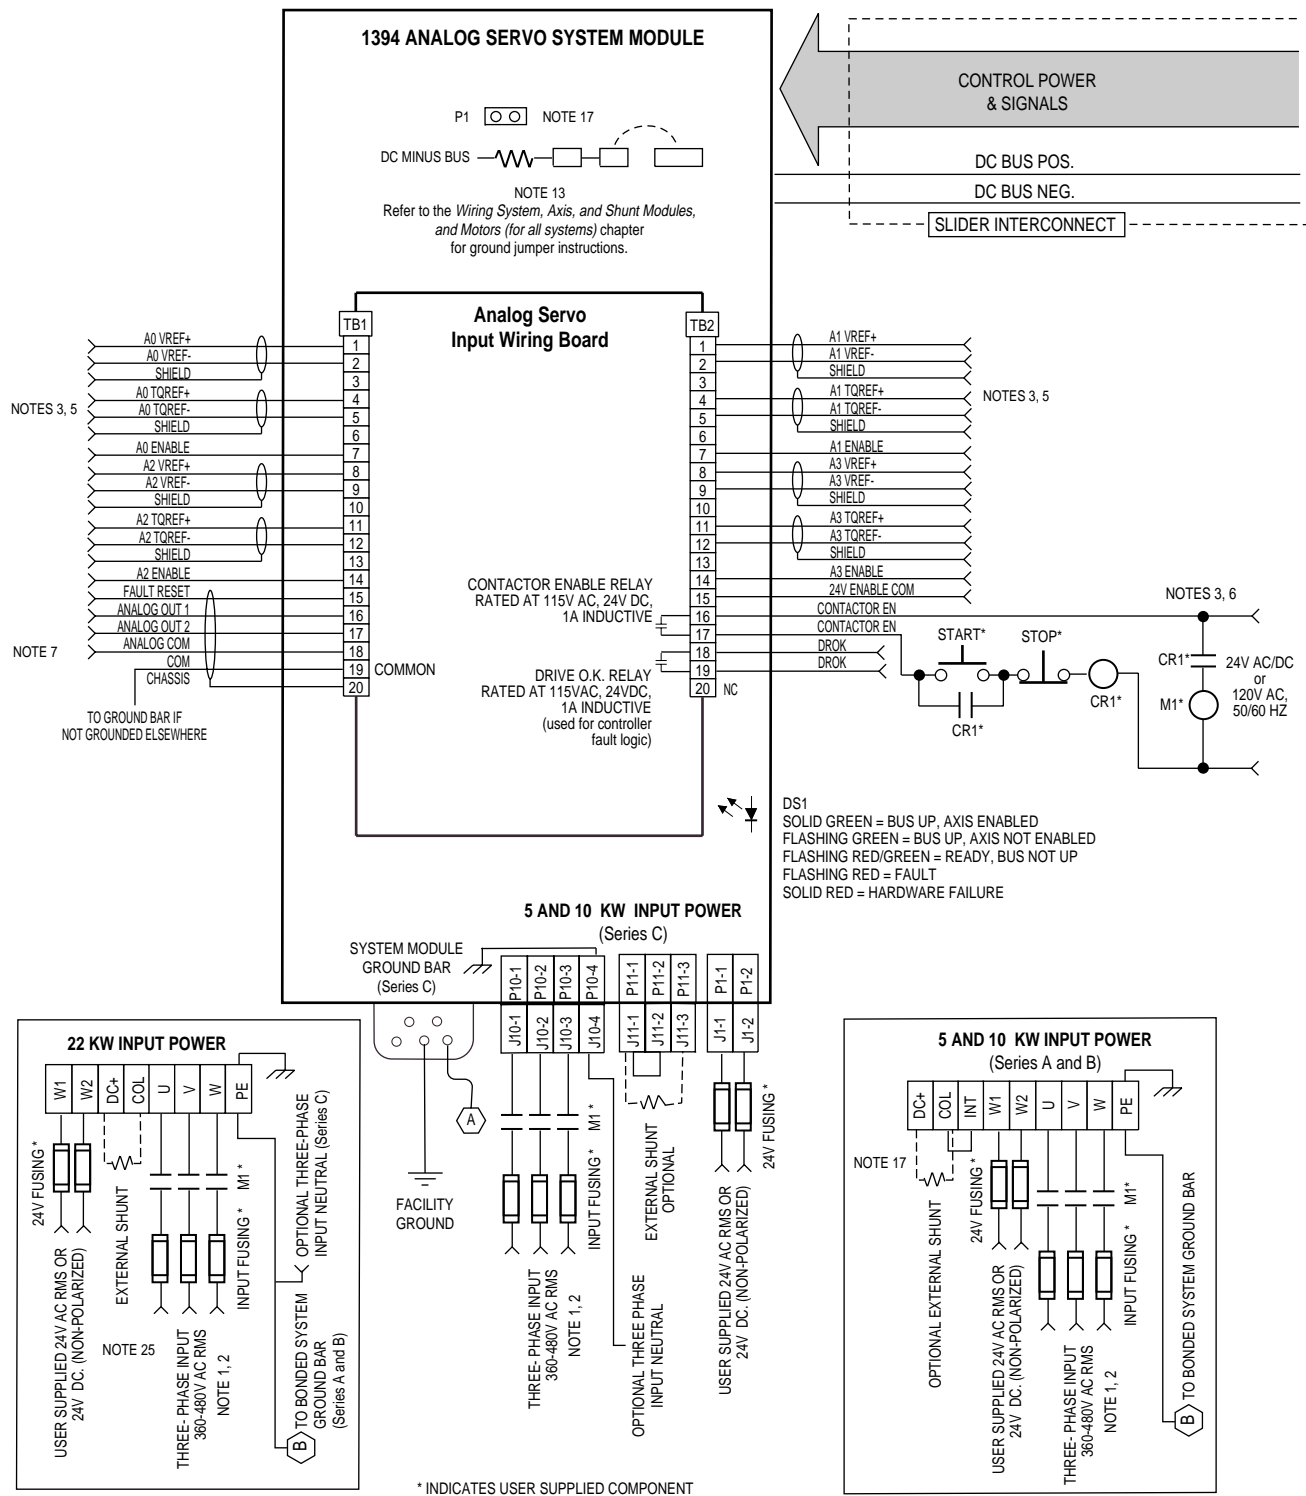 1394 ANALOG SERVO SYSTEM MODULE
P1
NOTE 17
DC MINUS BUS
NOTE 13
Refer to the Wiring System, Axis, and Shunt Modules,
and Motors (for all systems) chapter
for ground jumper instructions.
CONTROL POWER
& SIGNALS
DC BUS POS.
DC BUS NEG.
SLIDER INTERCONNECT
Analog Servo
Input Wiring Board
TB1
1
2
3
4
5
6
7
8
9
10
11
12
13
14
15
16
17
18
19 COMMON
20
A0 VREF+
A0 VREF-
SHIELD
A0 TQREF+
A0 TQREF-
SHIELD
A0 ENABLE
A2 VREF+
A2 VREF-
SHIELD
A2 TQREF+
A2 TQREF-
SHIELD
A2 ENABLE
FAULT RESET
ANALOG OUT 1
ANALOG OUT 2
ANALOG COM
COM
CHASSIS
NOTES 3, 5
NOTE 7
TO GROUND BAR IF
NOT GROUNDED ELSEWHERE
TB2
1
2
3
4
5
6
7
8
9
10
11
12
13
14
15
16
17
18
19
20 NC
A1 VREF+
A1 VREF-
SHIELD
A1 TQREF+
A1 TQREF-
SHIELD
A1 ENABLE
A3 VREF+
A3 VREF-
SHIELD
A3 TQREF+
A3 TQREF-
SHIELD
A3 ENABLE
24V ENABLE COM
CONTACTOR EN
CONTACTOR EN
DROK
DROK
NOTES 3, 5
CONTACTOR ENABLE RELAY
RATED AT 115V AC, 24V DC,
1A INDUCTIVE
DRIVE O.K. RELAY
RATED AT 115VAC, 24VDC,
1A INDUCTIVE
(used for controller
fault logic)
NOTES 3, 6
START*
STOP*
CR1*
CR1*
CR1*
M1*
24V AC/DC
or
120V AC,
50/60 HZ
DS1
SOLID GREEN = BUS UP, AXIS ENABLED
FLASHING GREEN = BUS UP, AXIS NOT ENABLED
FLASHING RED/GREEN = READY, BUS NOT UP
FLASHING RED = FAULT
SOLID RED = HARDWARE FAILURE
5 AND 10 KW INPUT POWER
(Series C)
SYSTEM MODULE
GROUND BAR
(Series C)
P10-1
P10-2
P10-3
P10-4
P11-1
P11-2
P11-3
P1-1
P1-2
J10-1
J10-2
J10-3
J10-4
J11-1
J11-2
J11-3
J1-1
J1-2
A
FACILITY
GROUND
M1*
INPUT FUSING *
THREE- PHASE INPUT
360-480V AC RMS
NOTE 1, 2
EXTERNAL SHUNT
OPTIONAL
OPTIONAL THREE PHASE
INPUT NEUTRAL
24V FUSING *
USER SUPPLIED 24V AC RMS OR
24V DC. (NON-POLARIZED)
22 KW INPUT POWER
W1
W2
DC+
COL
U
V
W
PE
24V FUSING *
USER SUPPLIED 24V AC RMS OR
24V DC. (NON-POLARIZED)
EXTERNAL SHUNT
NOTE 25
M1*
INPUT FUSING *
THREE- PHASE INPUT
360-480V AC RMS
NOTE 1, 2
OPTIONAL THREE-PHASE
INPUT NEUTRAL (Series C)
B
TO BONDED SYSTEM
GROUND BAR
(Series A and B)
5 AND 10 KW INPUT POWER
(Series A and B)
DC+
COL
INT
W1
W2
U
V
W
PE
NOTE 17
OPTIONAL EXTERNAL SHUNT
24V FUSING *
USER SUPPLIED 24V AC RMS OR
24V DC. (NON-POLARIZED)
M1*
INPUT FUSING *
THREE- PHASE INPUT
360-480V AC RMS
NOTE 1, 2
B
TO BONDED SYSTEM GROUND BAR
* INDICATES USER SUPPLIED COMPONENT